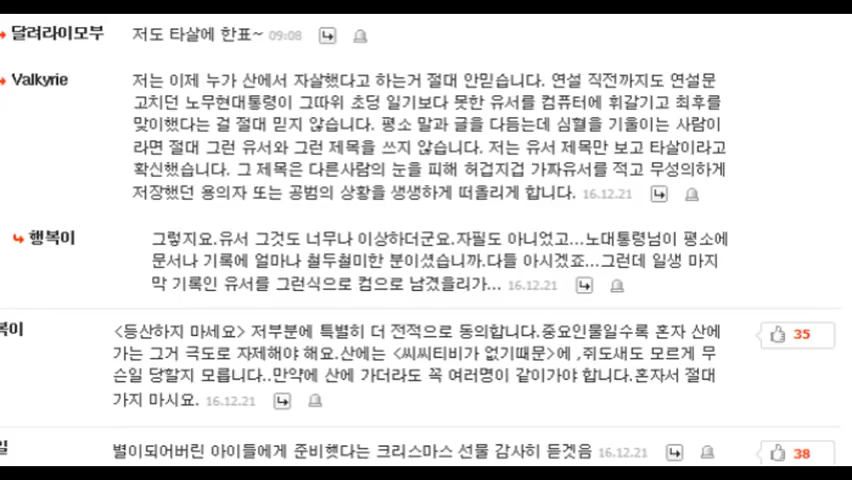 달려라이모부 저도 타살에 한표~ 09:08
Valkyrie 저는 이제 누가 산에서 자살했다고 하는거 절대 안믿습니다. 연설 직전까지도 연설문
고치던 노무현대통령이 그따위 초딩 일기보다 못한 유서를 컴퓨터에 휘갈기고 최후를
맞이했다는 걸 절대 믿지 않습니다. 평소 말과 글을 다듬는데 심혈을 기울이는 사람이
라면 절대 그런 유서와 그런 제목을 쓰지 않습니다. 저는 유서 제목만 보고 타살이라고
확신했습니다. 그 제목은 다른사람의 눈을 피해 허겁지겁 가짜유서를 적고 무성의하게
저장했던 용의자 또는 공범의 상황을 생생하게 떠올리게 합니다. 16.12.21
행복이 그렇지요.유서 그것도 너무나 이상하더군요.자필도 아니었고...노대통령님이 평소에
문서나 기록에 얼마나 철두철미한 분이셨습니까.다들 아시겠죠...그런데 일생 마지
막 기록인 유서를 그런식으로 컴으로 남겼을리가... 16.12.21
복이 <등산하지 마세요> 저부분에 특별히 더 전적으로 동의합니다.중요인물일수록 혼자 산에 35
가는 그거 극도로 자제해야 해요.산에는 <씨씨티비가 없기때문>에 ,쥐도새도 모르게 무
슨일 당할지 모릅니다..만약에 산에 가더라도 꼭 여러명이 같이가야 합니다.혼자서 절대
가지 마시요. 16.12.21
일 별이되어버린 아이들에게 준비햇다는 크리스마스 선물 감사히 듣겟음 16.12.21 38